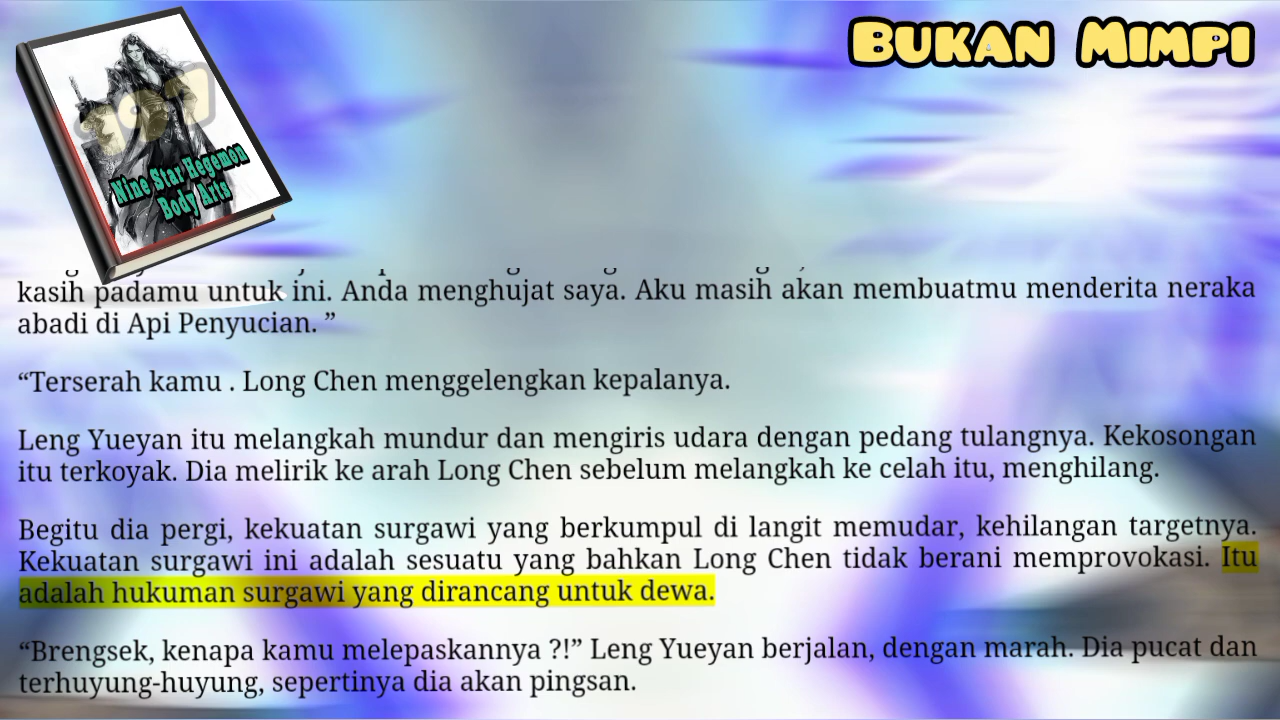 Bukan Mimpi
Nine Star Hegemon
Body Arts
kasih padamu untuk ini. Anda menghujat saya. Aku masih akan membuatmu menderita neraka
abadi di Api Penyucian. ”
“Terserah kamu . Long Chen menggelengkan kepalanya.
Leng Yueyan itu melangkah mundur dan mengiris udara dengan pedang tulangnya. Kekosongan
itu terkoyak. Dia melirik ke arah Long Chen sebelum melangkah ke celah itu, menghilang.
Begitu dia pergi, kekuatan surgawi yang berkumpul di langit memudar, kehilangan targetnya.
Kekuatan surgawi ini adalah sesuatu yang bahkan Long Chen tidak berani memprovokasi. Itu
adalah hukuman surgawi yang dirancang untuk dewa.
“Brengsek, kenapa kamu melepaskannya ?!” Leng Yueyan berjalan, dengan marah. Dia pucat dan
terhuyung-huyung, sepertinya dia akan pingsan.